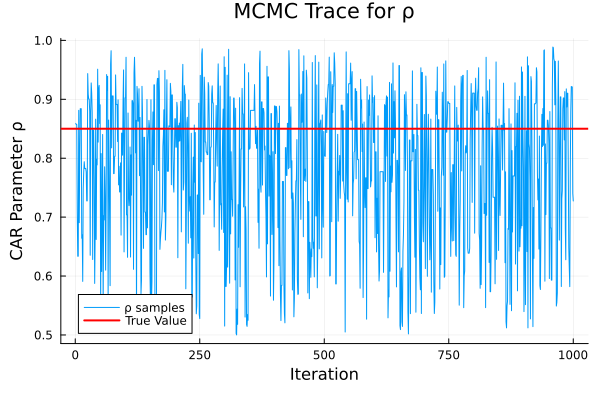 MCMC Trace for ρ
CAR Parameter ρ
1.0
0.9
0.8
0.7
0.6
0.5
ρ samples
True Value
0 250 500 750 1000
Iteration